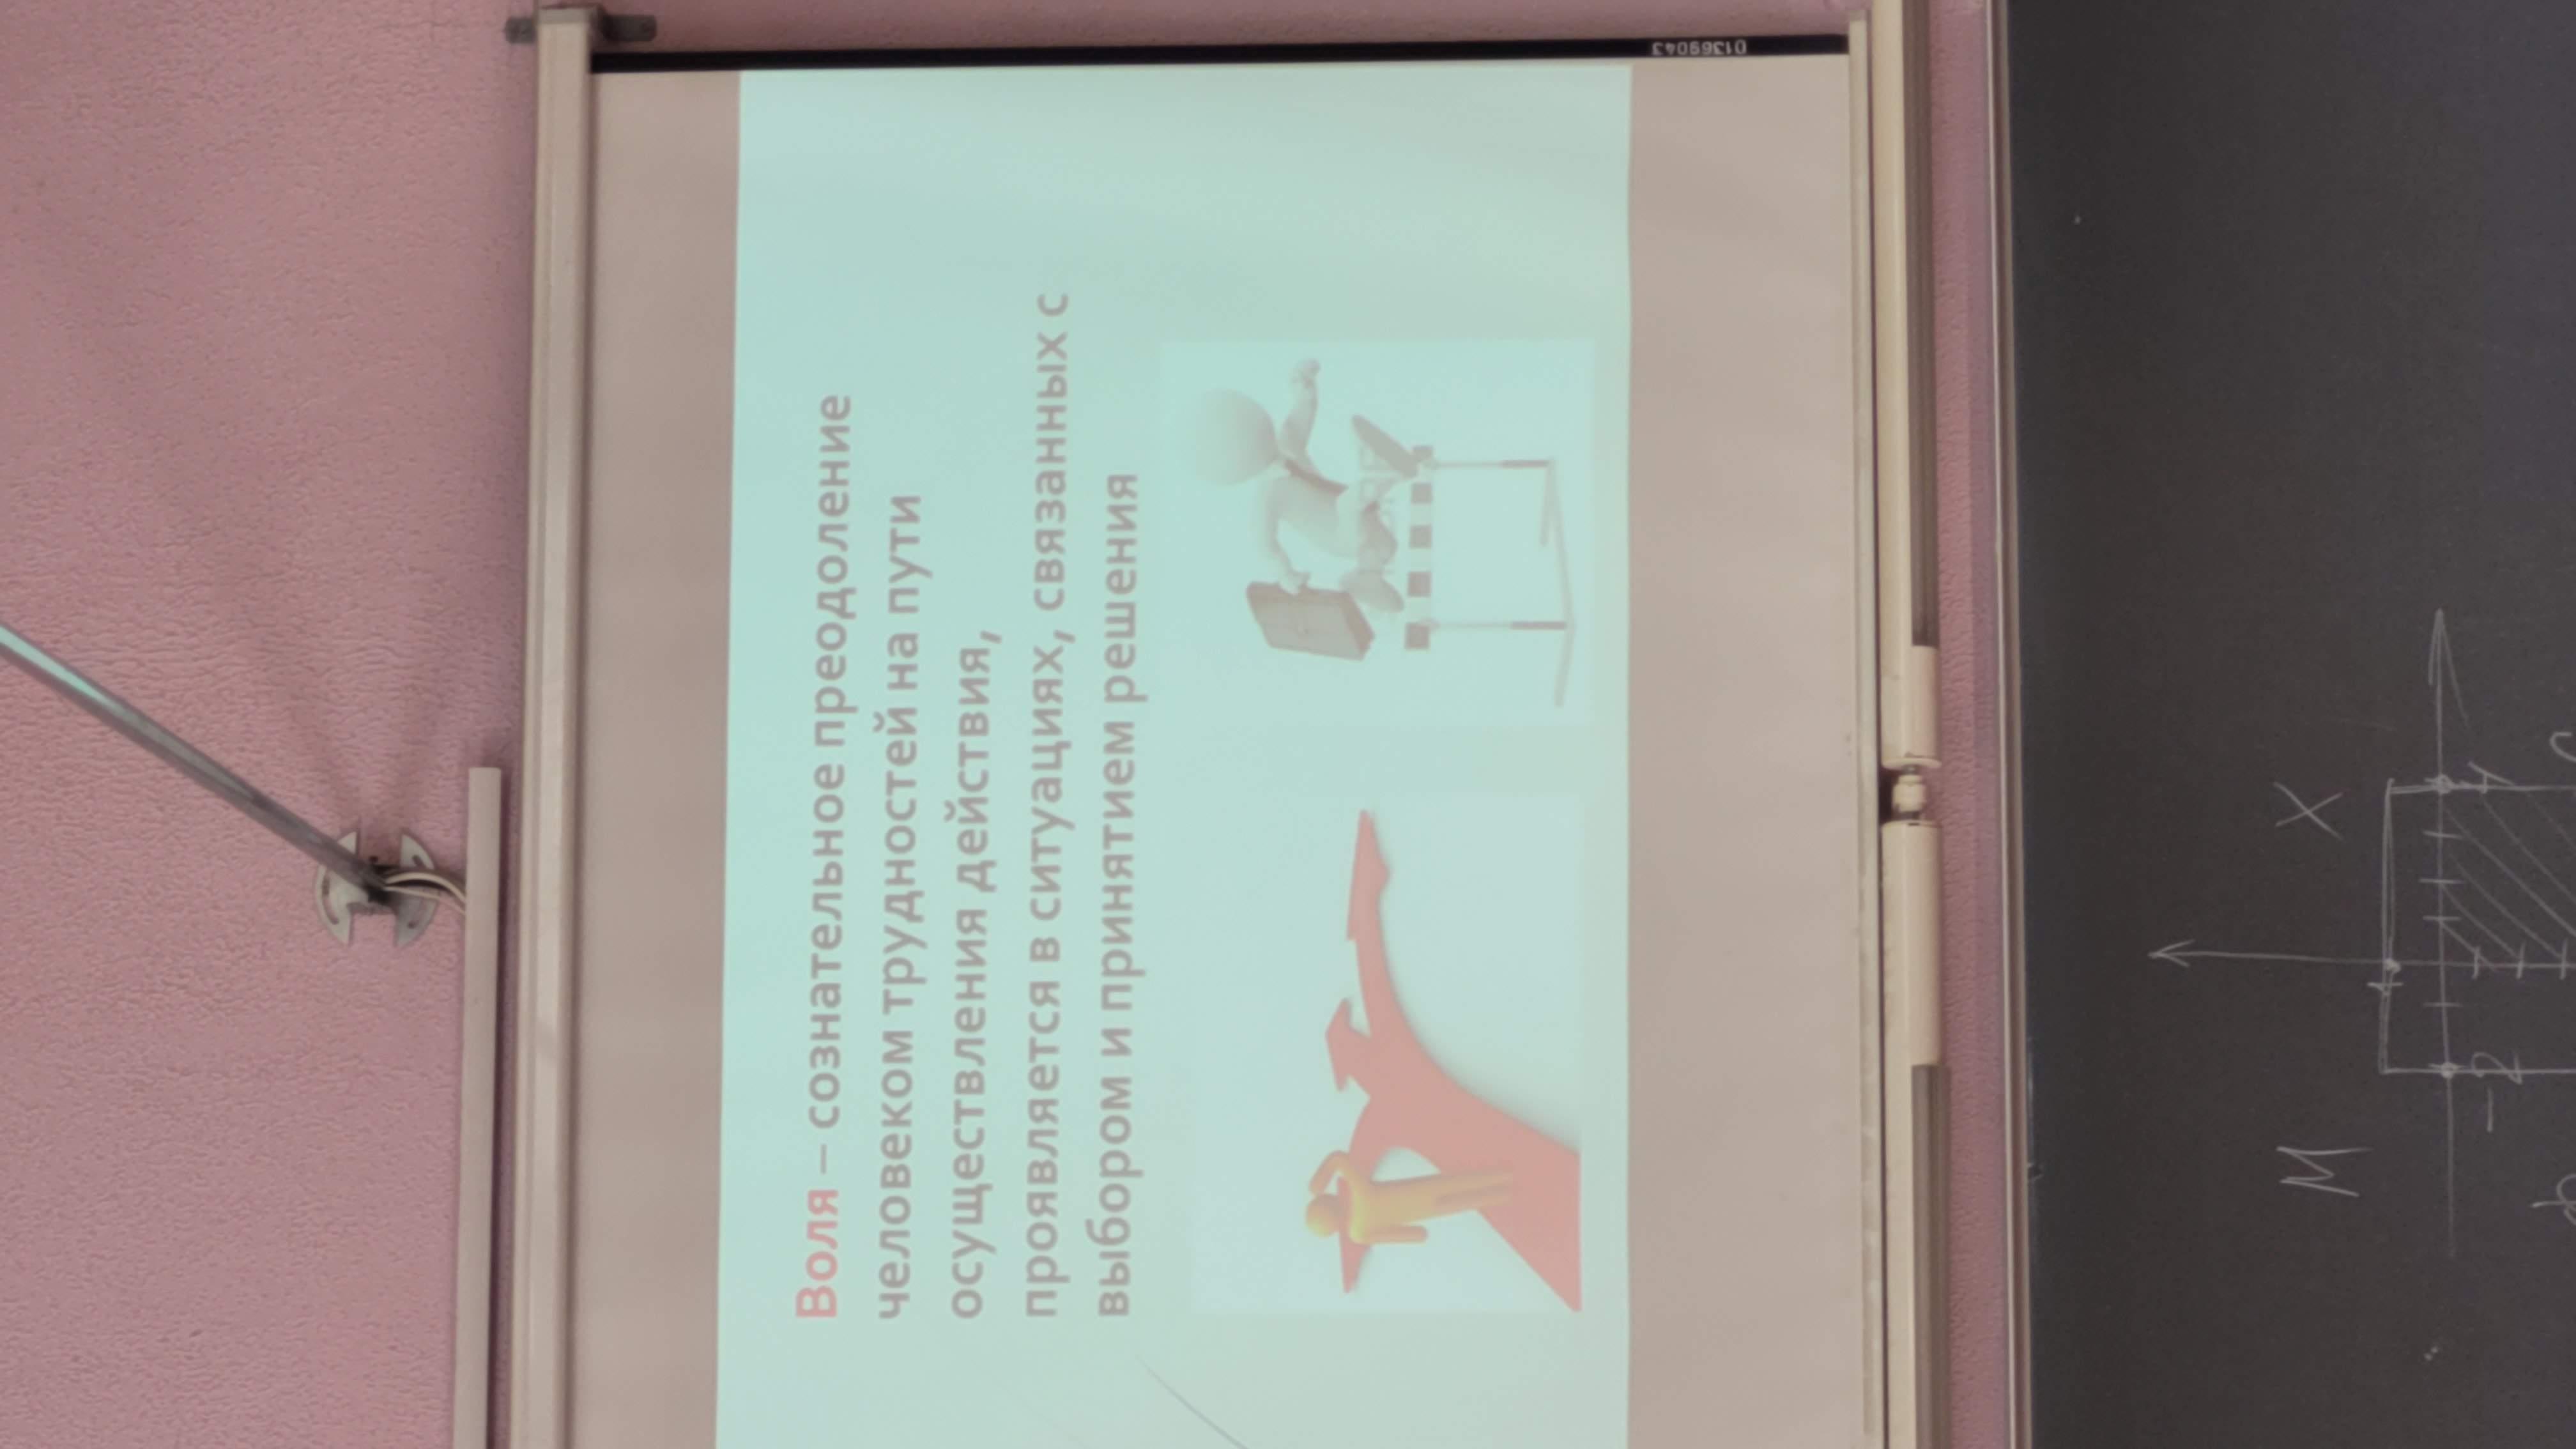 Воля – сознательное преодоление
человеком трудностей на пути
осуществления действия,
проявляется в ситуациях, связанных с
выбором и принятием решения
01369043
М
Х
1
-2
4
Ф
С